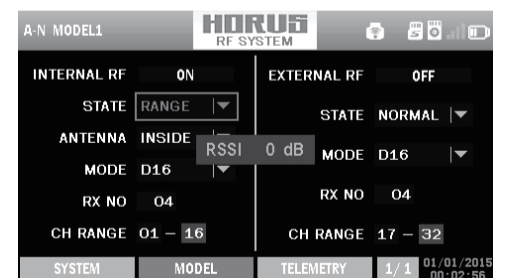 A-N MODEL1
HORUS
RF SYSTEM
INTERNAL RF ON
STATE RANGE
ANTENNA INSIDE
MODE D16
RX NO 04
CH RANGE 01 – 16
RSSI 0 dB
EXTERNAL RF OFF
STATE NORMAL
MODE D16
RX NO 04
CH RANGE 17 – 32
SYSTEM MODEL TELEMETRY 1/1 01/01/2015
00:02:56